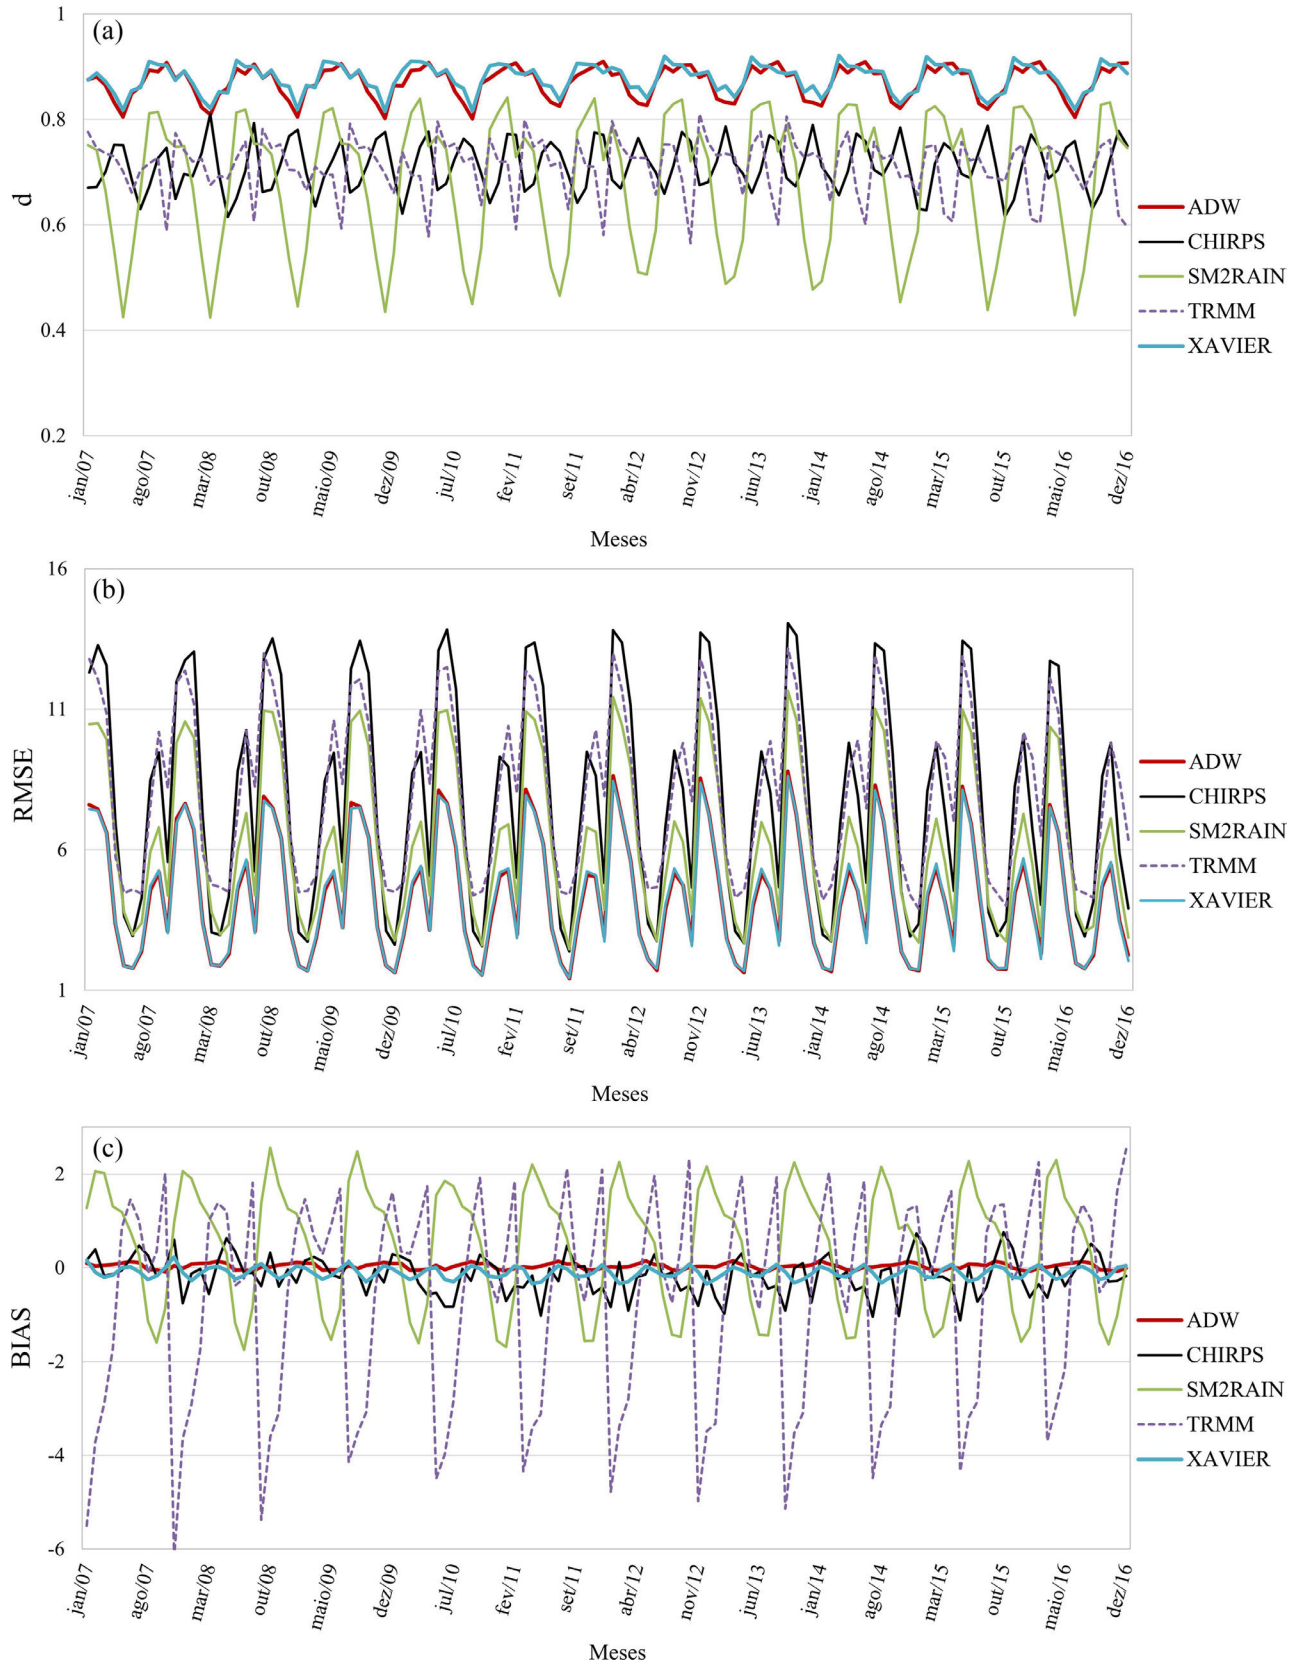 (a)
1
0.8
0.6
0.4
0.2
d
jan/07
ago/07
mar/08
out/08
maio/09
dez/09
jul/10
fev/11
set/11
abr/12
nov/12
jun/13
jan/14
ago/14
mar/15
out/15
maio/16
dez/16
Meses
ADW
CHIRPS
SM2RAIN
TRMM
XAVIER
(b)
16
11
6
1
RMSE
jan/07
ago/07
mar/08
out/08
maio/09
dez/09
jul/10
fev/11
set/11
abr/12
nov/12
jun/13
jan/14
ago/14
mar/15
out/15
maio/16
dez/16
Meses
ADW
CHIRPS
SM2RAIN
TRMM
XAVIER
(c)
2
0
-2
-4
-6
BIAS
jan/07
ago/07
mar/08
out/08
maio/09
dez/09
jul/10
fev/11
set/11
abr/12
nov/12
jun/13
jan/14
ago/14
mar/15
out/15
maio/16
dez/16
Meses
ADW
CHIRPS
SM2RAIN
TRMM
XAVIER